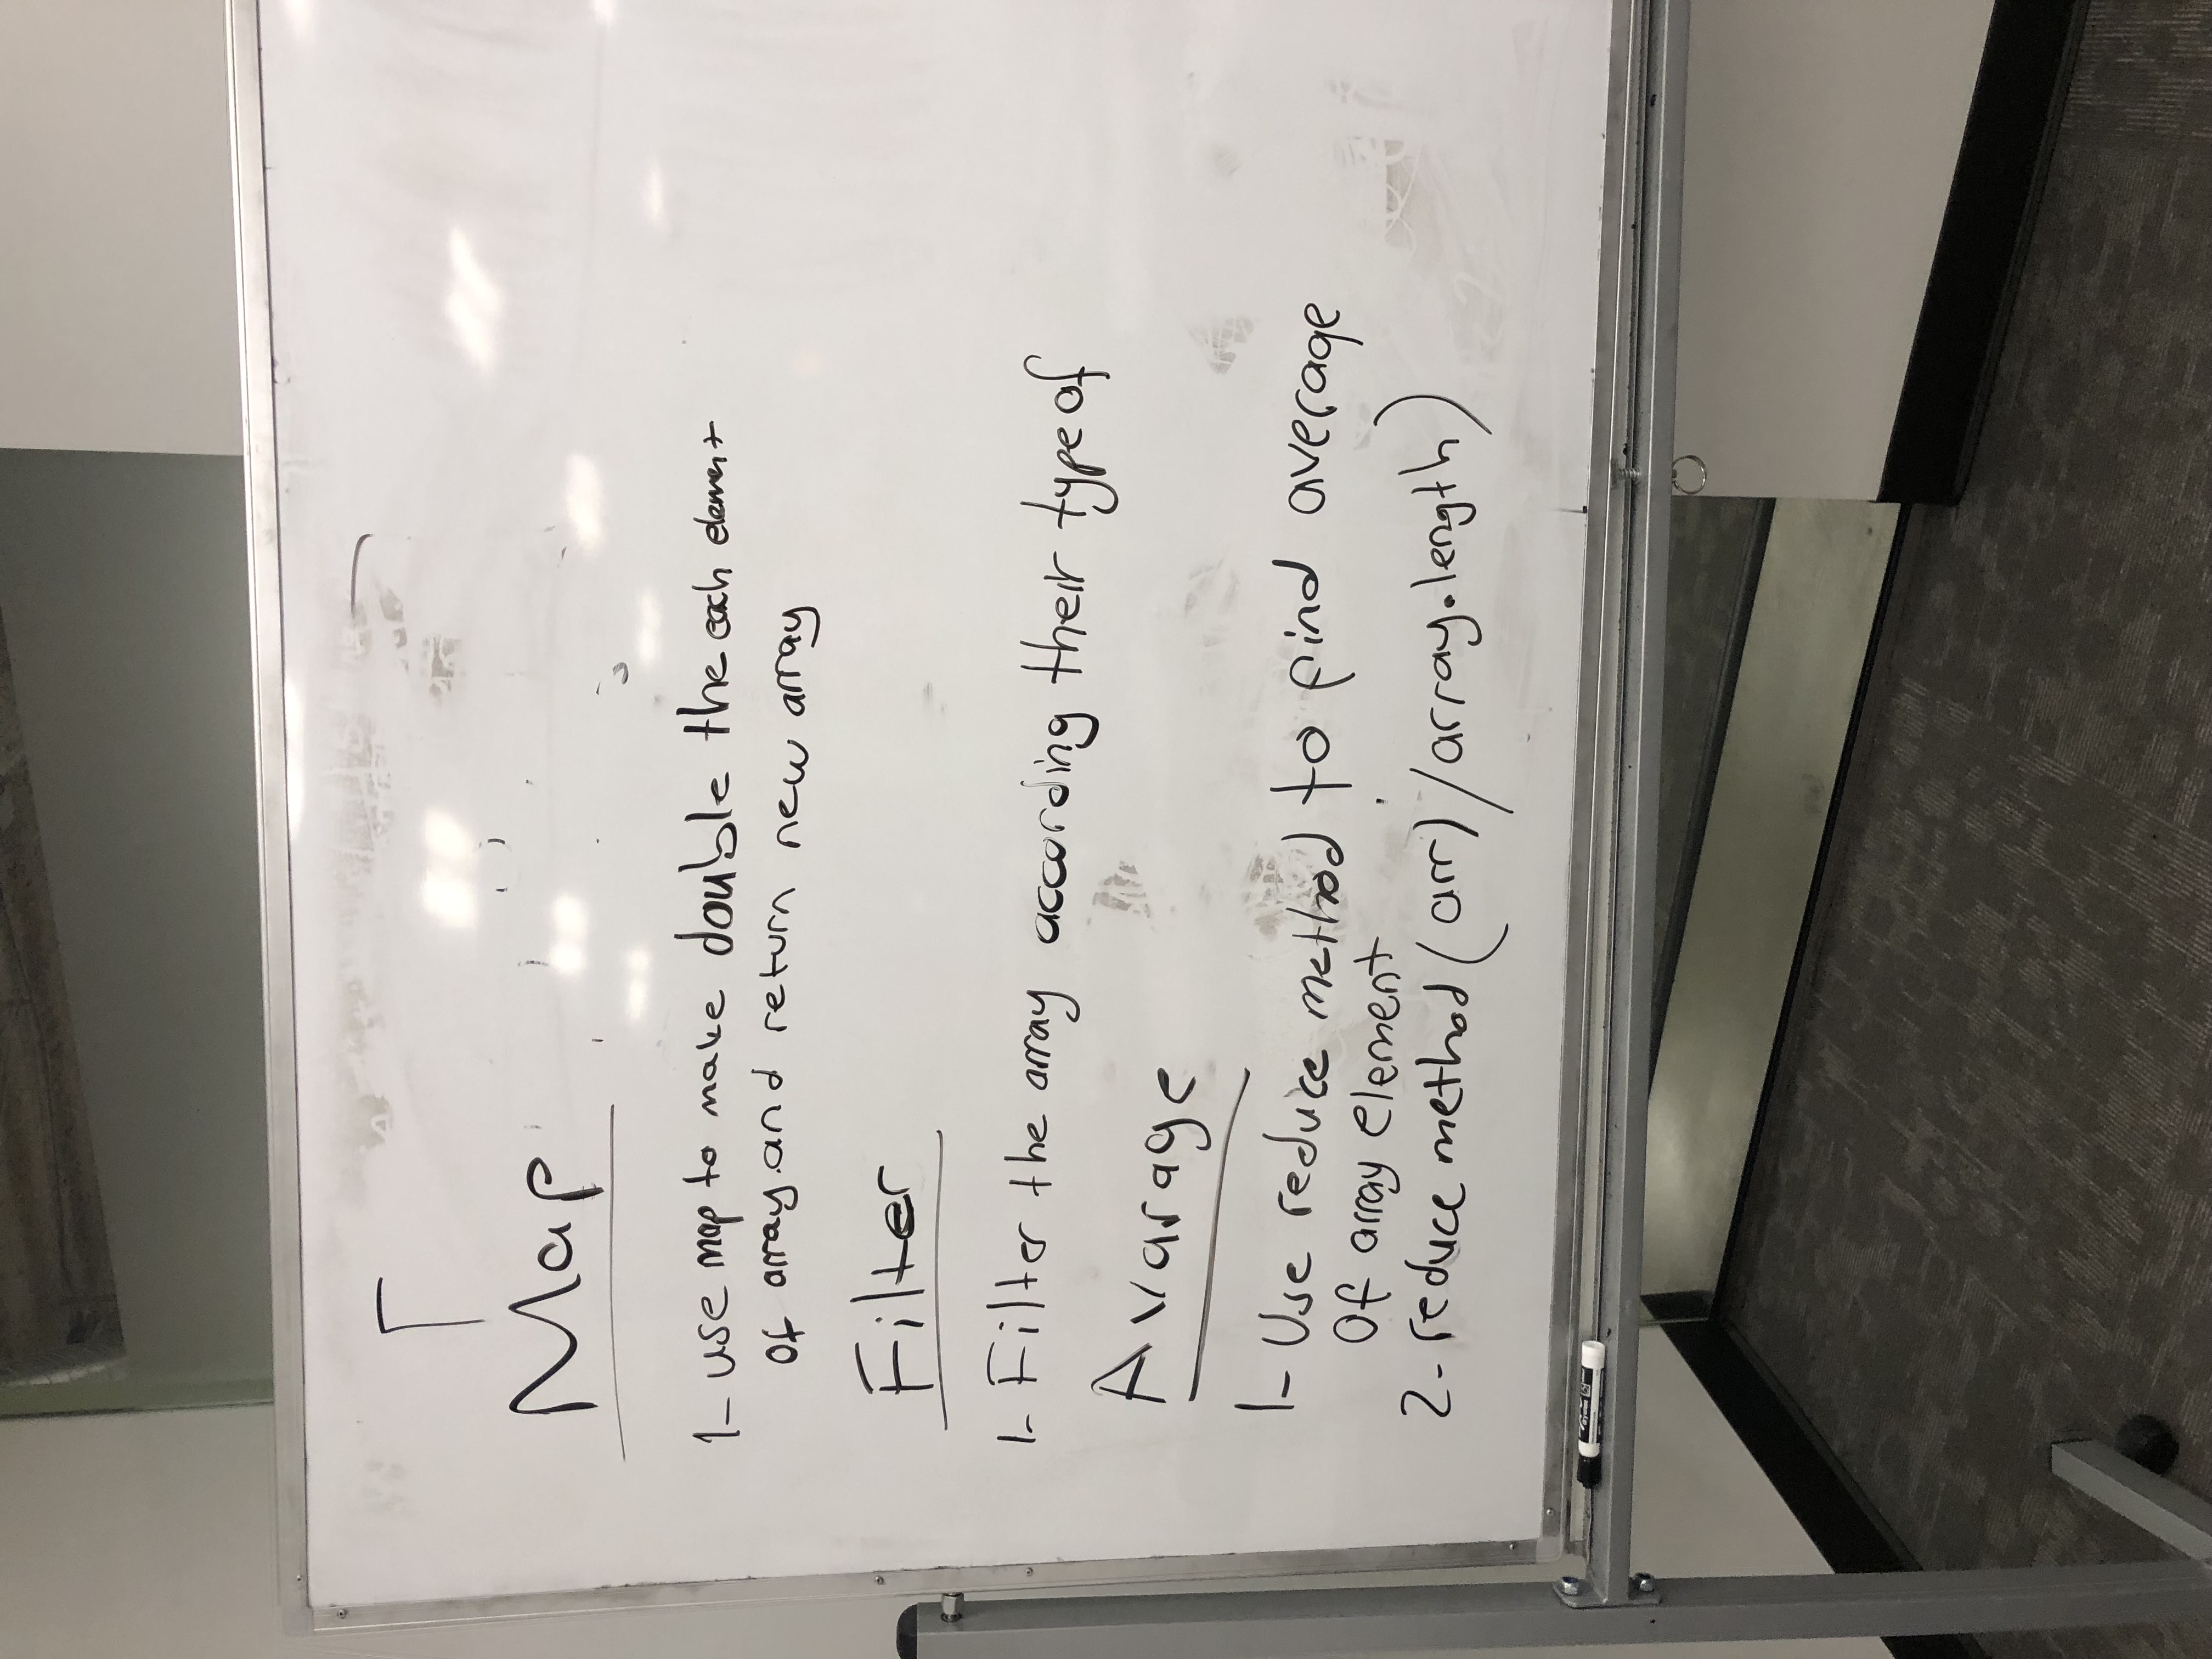 Map
1- use map to make double the each element
of array.and return new array
Filter
1- Filter the array according their type of
Avarage
1- Use reduce method to find average
of array element
2- reduce method (arr) / array.length)